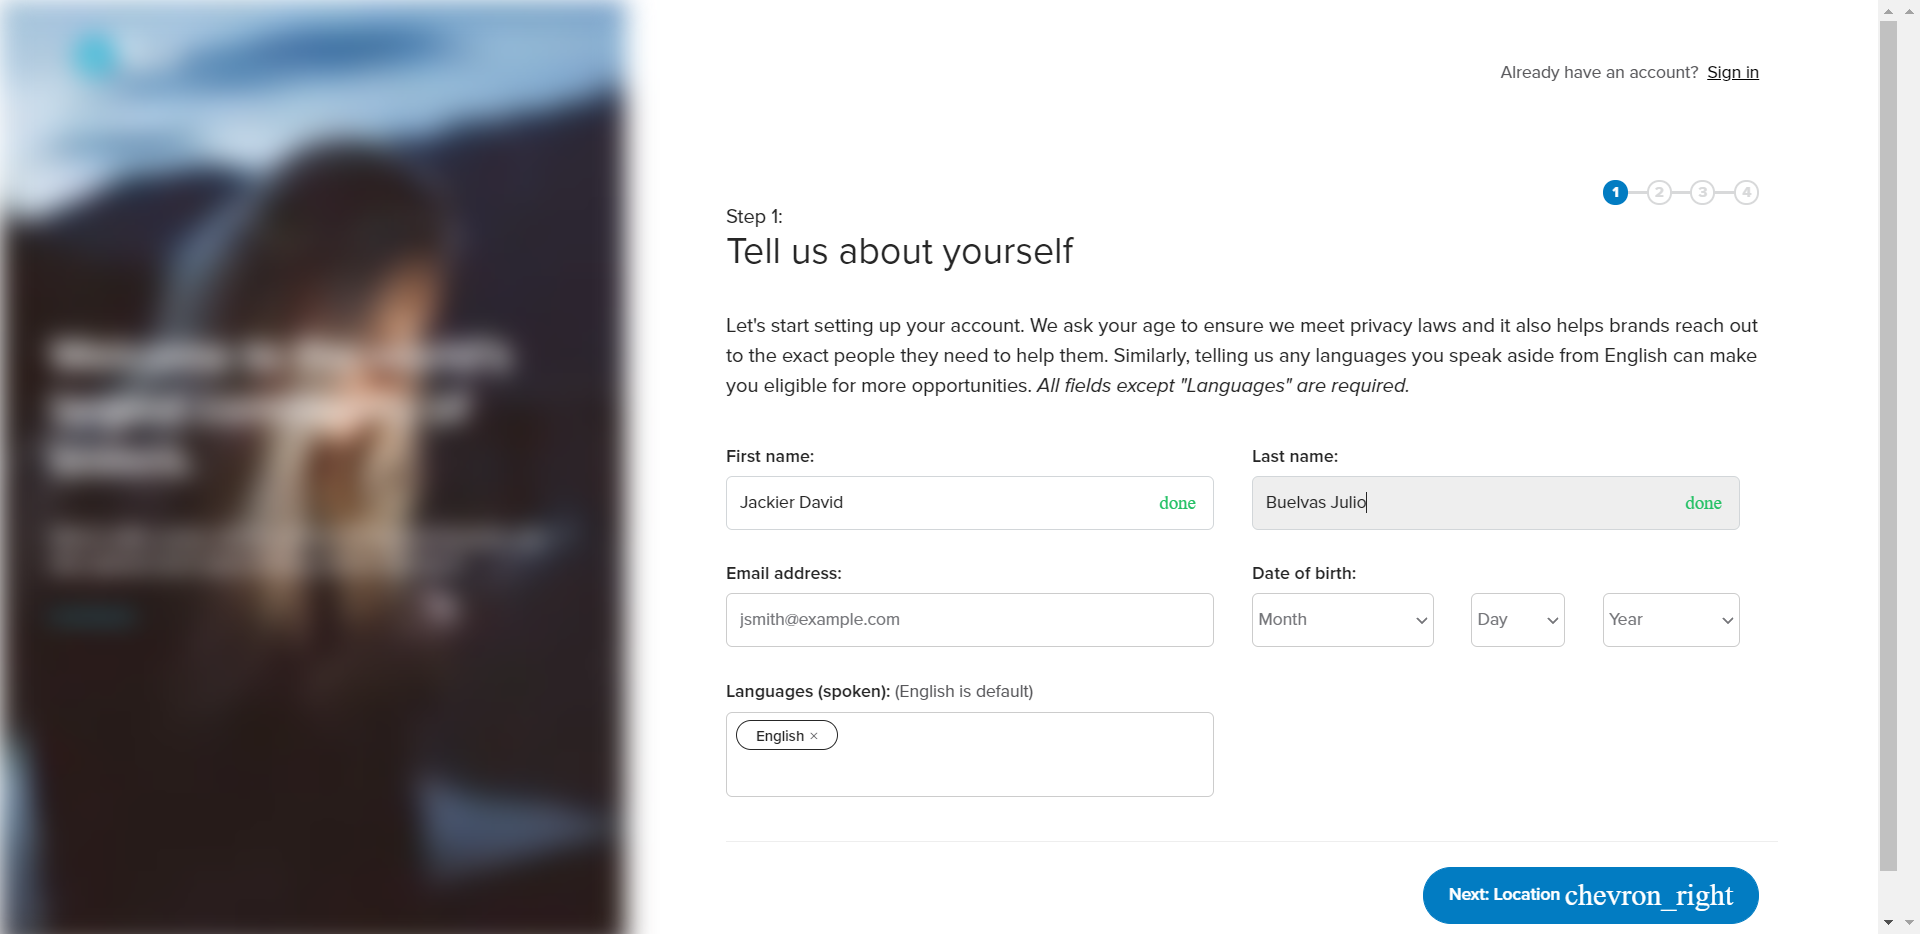 Already have an account? Sign in
1 2 3 4
Step 1:
Tell us about yourself
Let's start setting up your account. We ask your age to ensure we meet privacy laws and it also helps brands reach out
to the exact people they need to help them. Similarly, telling us any languages you speak aside from English can make
you eligible for more opportunities. All fields except "Languages" are required.
First name: Last name:
Jackier David done Buelvas Julio done
Email address: Date of birth:
jsmith@example.com Month Day Year
Languages (spoken): (English is default)
English ×
Next: Location chevron_right